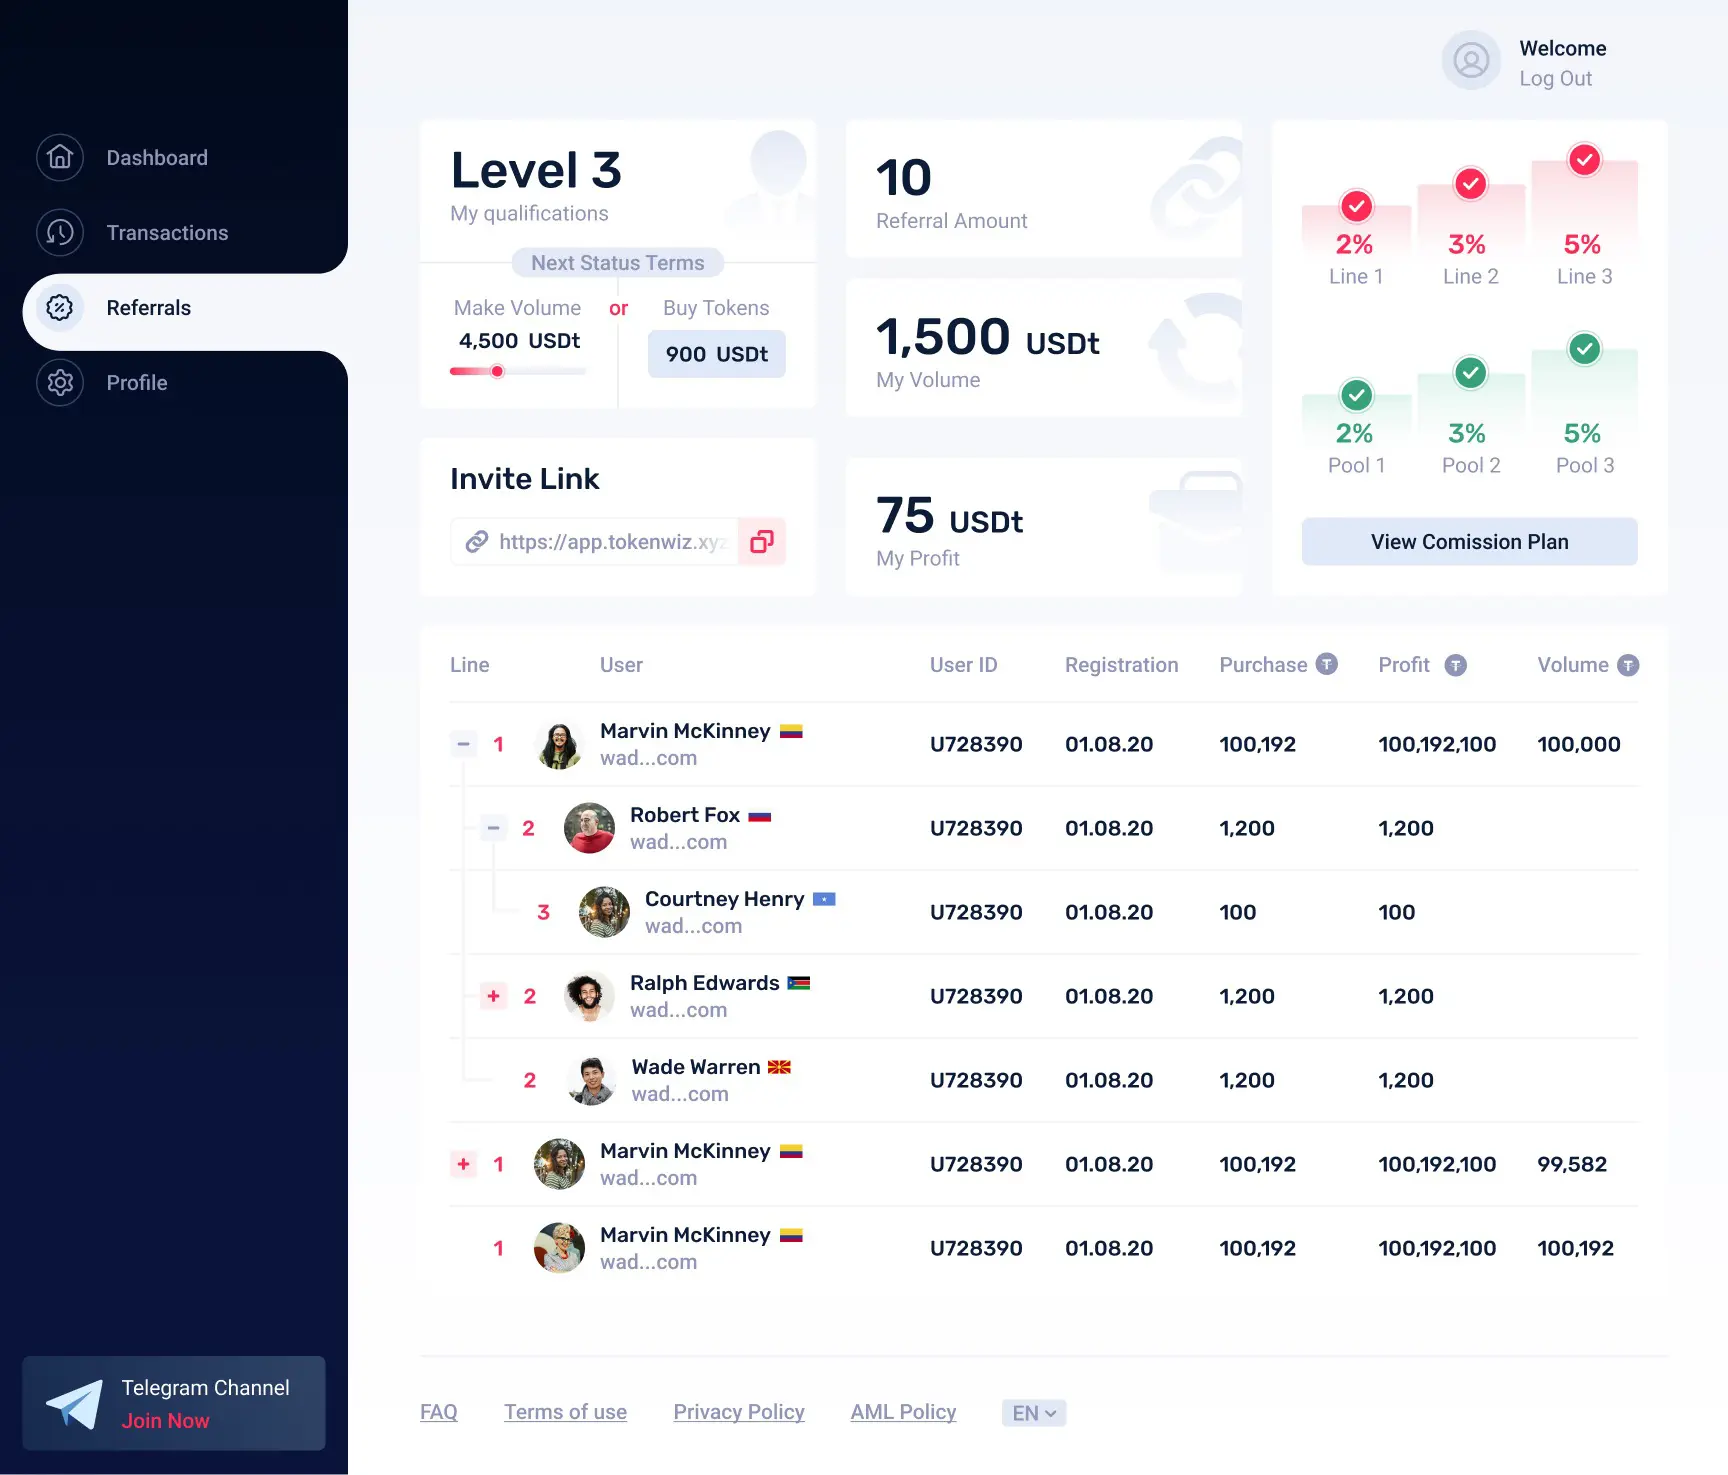 Welcome
Log Out
Dashboard
Transactions
Referrals
Profile
Level 3
My qualifications
Next Status Terms
Make Volume
or
Buy Tokens
4,500 USDt
900 USDt
Invite Link
https://app.tokenwiz.xyz
10
Referral Amount
1,500 USDt
My Volume
75 USDt
My Profit
2% 3% 5%
Line 1 Line 2 Line 3
2% 3% 5%
Pool 1 Pool 2 Pool 3
View Comission Plan
Line User User ID Registration Purchase Profit Volume
1 Marvin McKinney U728390 01.08.20 100,192 100,192,100 100,000
wad...com
2 Robert Fox U728390 01.08.20 1,200 1,200
wad...com
3 Courtney Henry U728390 01.08.20 100 100
wad...com
2 Ralph Edwards U728390 01.08.20 1,200 1,200
wad...com
2 Wade Warren U728390 01.08.20 1,200 1,200
wad...com
1 Marvin McKinney U728390 01.08.20 100,192 100,192,100 99,582
wad...com
1 Marvin McKinney U728390 01.08.20 100,192 100,192,100 100,192
wad...com
Telegram Channel
Join Now
FAQ Terms of use Privacy Policy AML Policy EN